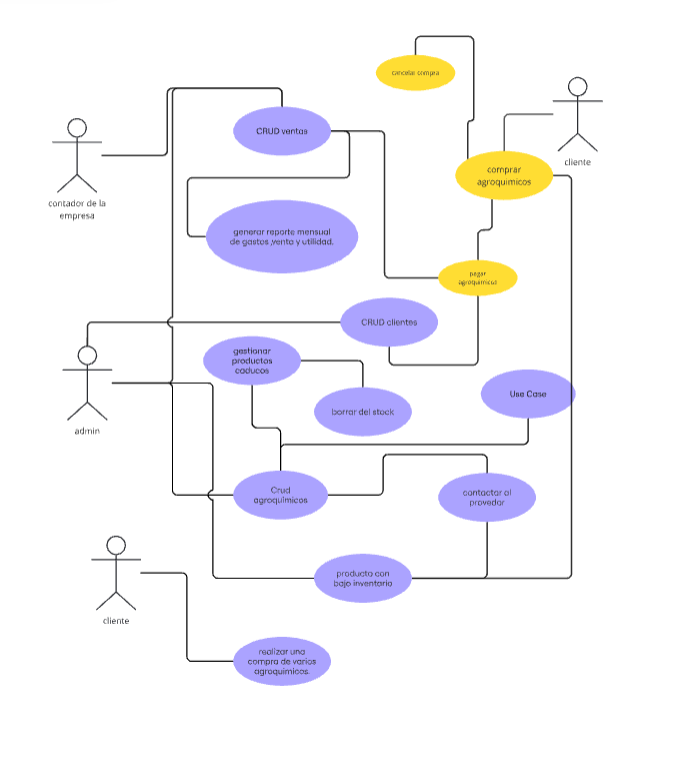 cancelar compra
CRUD ventas
cliente
comprar
agroquimicos
contador de la
empresa
generar reporte mensual
de gastos ,venta y utilidad.
pagar
agroquimicos
CRUD clientes
gestionar
productos
caducos
Use Case
borrar del stock
admin
Crud
agroquimicos
contactar al
provedor
producto con
bajo inventario
cliente
realizar una
compra de varios
agroquimicos.